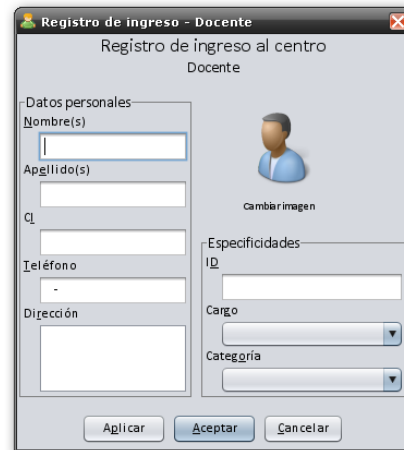 Registro de ingreso - Docente
Registro de ingreso al centro
Docente
Datos personales
Nombre(s)
Apellido(s)
CI
Teléfono
-
Dirección
Cambiar imagen
Especificidades
ID
Cargo
Categoría
Aplicar
Aceptar
Cancelar